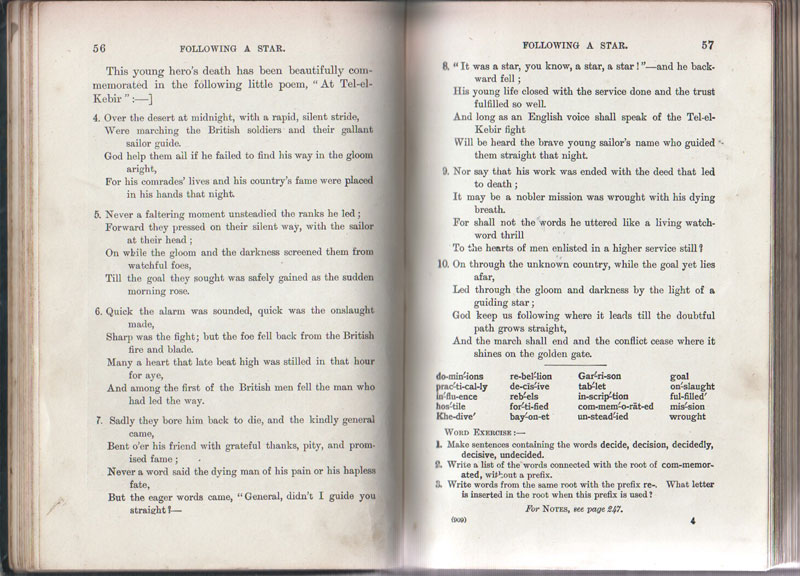 56
FOLLOWING A STAR.
This young hero's death has been beautifully com-
memorated in the following little poem, "At Tel-el-
Kebir":—]
4. Over the desert at midnight, with a rapid, silent stride,
Were marching the British soldiers and their gallant
sailor guide.
God help them all if he failed to find his way in the gloom
aright,
For his comrades' lives and his country's fame were placed
in his hands that night.
5. Never a faltering moment unsteadied the ranks he led;
Forward they pressed on their silent way, with the sailor
at their head;
On while the gloom and the darkness screened them from
watchful foes,
Till the goal they sought was safely gained as the sudden
morning rose.
6. Quick the alarm was sounded, quick was the onslaught
made,
Sharp was the fight; but the foe fell back from the British
fire and blade.
Many a heart that late beat high was stilled in that hour
for aye,
And among the first of the British men fell the man who
had led the way.
7. Sadly they bore him back to die, and the kindly general
came,
Bent o'er his friend with grateful thanks, pity, and prom-
ised fame;
Never a word said the dying man of his pain or his hapless
fate,
But the eager words came, "General, didn't I guide you
straight?—
FOLLOWING A STAR.
57
8. "It was a star, you know, a star, a star!"—and he back-
ward fell;
His young life closed with the service done and the trust
fulfilled so well.
And long as an English voice shall speak of the Tel-el-
Kebir fight
Will be heard the brave young sailor's name who guided
them straight that night.
9. Nor say that his work was ended with the deed that led
to death;
It may be a nobler mission was wrought with his dying
breath.
For shall not the words he uttered like a living watch-
word thrill
To the hearts of men enlisted in a higher service still?
10. On through the unknown country, while the goal yet lies
afar,
Led through the gloom and darkness by the light of a
guiding star;
God keep us following where it leads till the doubtful
path grows straight,
And the march shall end and the conflict cease where it
shines on the golden gate.
do-min′-ions re-bel′-lion Gar′-ri-son goal
prac′-ti-cal-ly de-cis′-ive tab′-let on′-slaught
in′-flu-ence reb′-els in-scrip′-tion ful-filled′
hos′-tile for′-ti-fied com-mem′-o-rāt-ed mis′-sion
Khe-dive′ bay′-on-et un-stead′-ied wrought
WORD EXERCISE:—
1. Make sentences containing the words decide, decision, decidedly,
decisive, undecided.
2. Write a list of the words connected with the root of com-memor-
ated, without a prefix.
3. Write words from the same root with the prefix re-. What letter
is inserted in the root when this prefix is used?
For NOTES, see page 247.
(909)
4